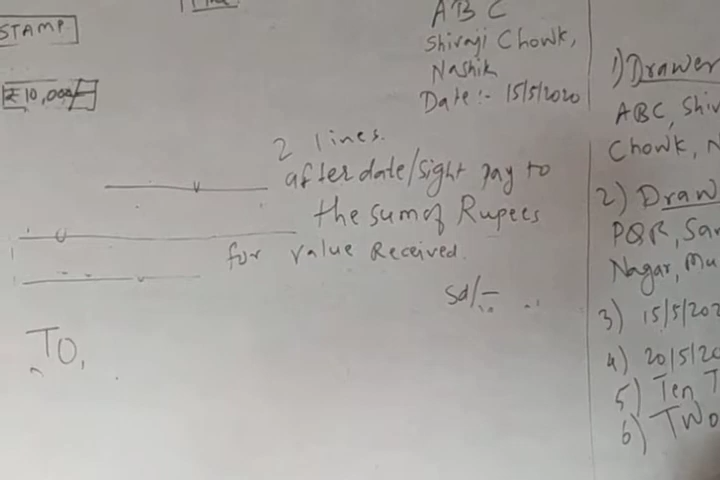 STAMP
₹ 10,000/-
A B C
Shivaji Chowk,
Nashik
Date :- 15/5/2020
2 lines.
after date/sight pay to
the sum of Rupees
for value Received.
sd/-
To,
1) Drawer
ABC, Shiv
Chowk, N
2) Draw
PQR, Sar
Nagar, Mu
3) 15/5/202
4) 20/5/20
5) Ten T
6) Two